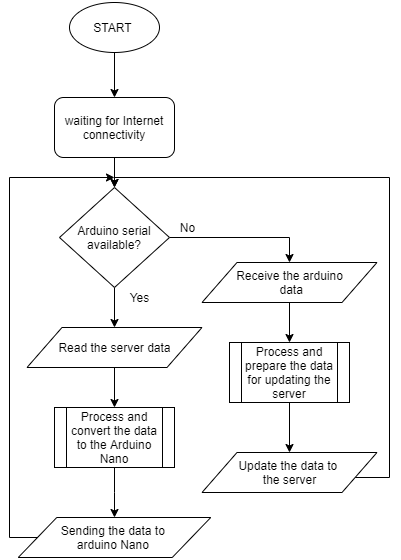 START
waiting for Internet
connectivity
Arduino serial
available?
No
Yes
Receive the arduino
data
Read the server data
Process and
prepare the data
for updating the
server
Process and
convert the data
to the Arduino
Nano
Update the data to
the server
Sending the data to
arduino Nano